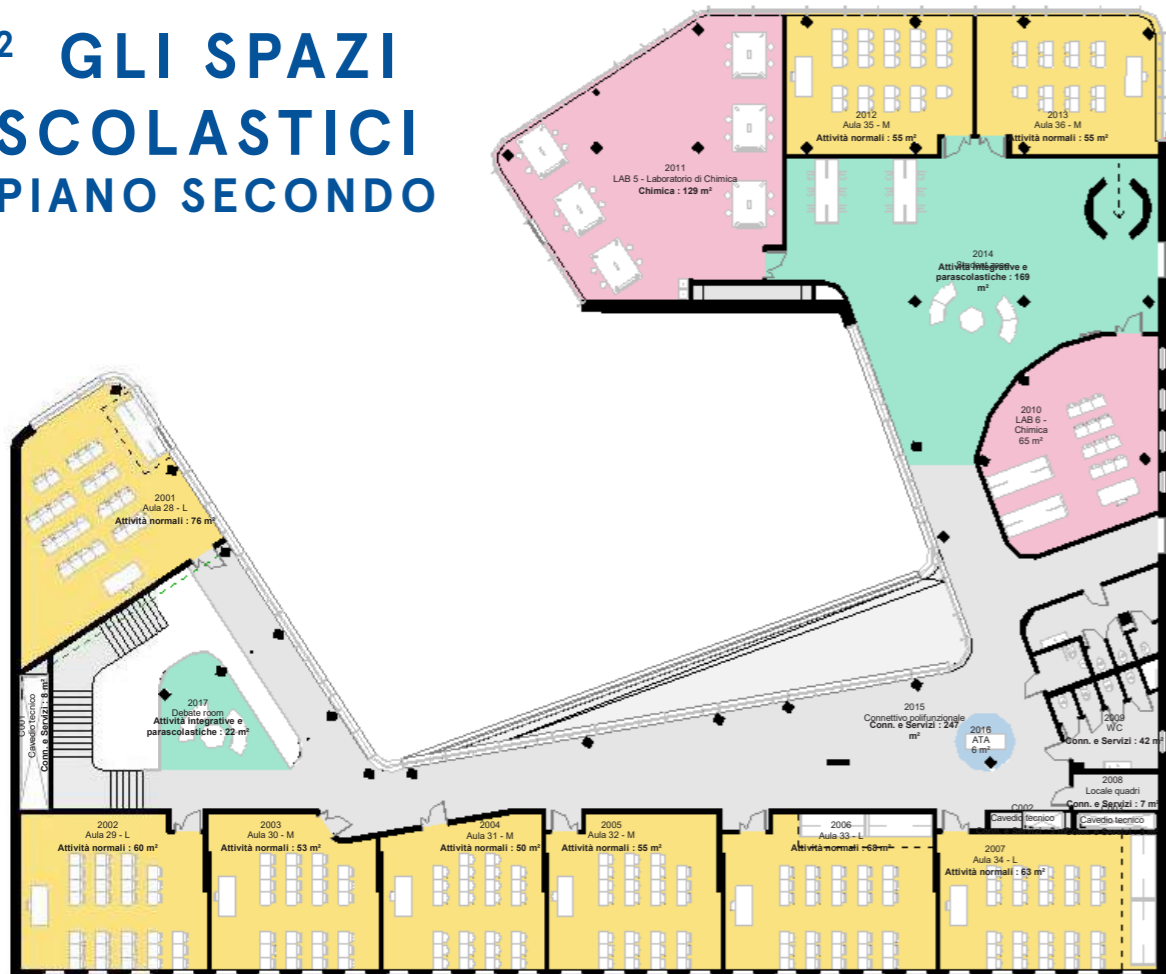 ² GLI SPAZI
SCOLASTICI
PIANO SECONDO
2012
Aula 35 - M
Attività normali : 55 m²
2013
Aula 36 - M
Attività normali : 55 m²
2011
LAB 5 - Laboratorio di Chimica
Chimica : 129 m²
2014
Attività integrative e
parascolastiche : 169
m²
2010
LAB 6 -
Chimica
65 m²
2001
Aula 28 - L
Attività normali : 76 m²
C001
Cavedio tecnico
Conn. e Servizi : 8 m²
2017
Debate room
Attività integrative e
parascolastiche : 22 m²
2015
Connettivo polifunzionale
Conn. e Servizi : 247
m²
2016
ATA
6 m²
2009
WC
Conn. e Servizi : 42 m²
2008
Locale quadri
Conn. e Servizi : 7 m²
C002
Cavedio tecnico
Cavedio tecnico
2002
Aula 29 - L
Attività normali : 60 m²
2003
Aula 30 - M
Attività normali : 53 m²
2004
Aula 31 - M
Attività normali : 50 m²
2005
Aula 32 - M
Attività normali : 55 m²
2006
Aula 33 - L
Attività normali : 63 m²
2007
Aula 34 - L
Attività normali : 63 m²